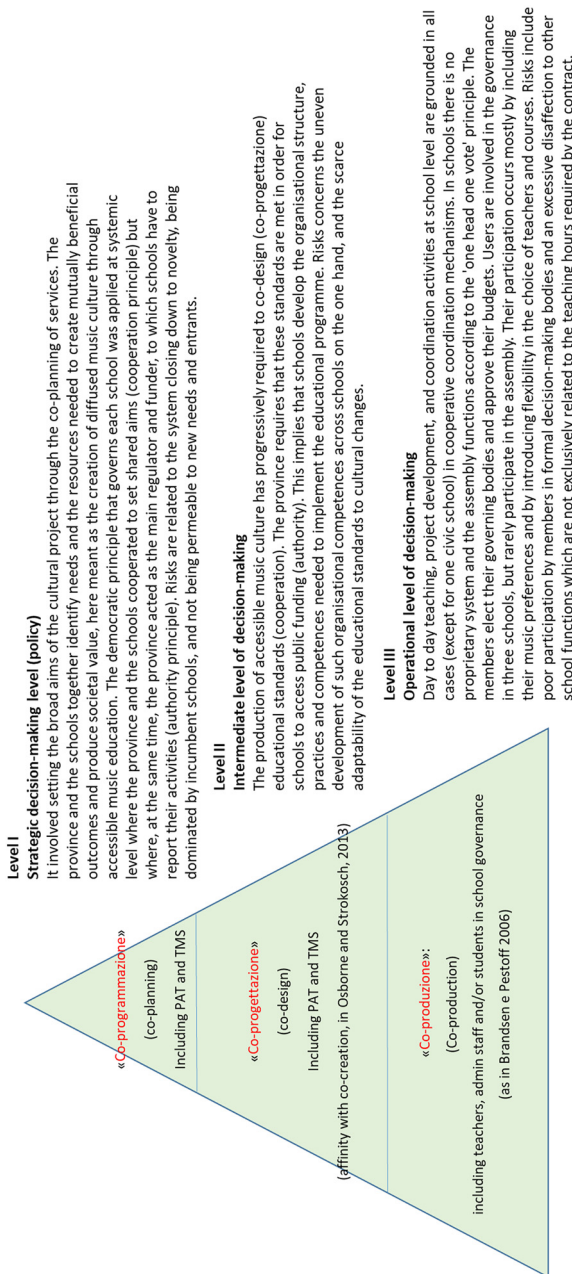 Level I
Strategic decision-making level (policy)
It involved setting the broad aims of the cultural project through the co-planning of services. The
province and the schools together identify needs and the resources needed to create mutually beneficial
outcomes and produce societal value, here meant as the creation of diffused music culture through
accessible music education. The democratic principle that governs each school was applied at systemic
level where the province and the schools cooperated to set shared aims (cooperation principle) but
where, at the same time, the province acted as the main regulator and funder, to which schools have to
report their activities (authority principle). Risks are related to the system closing down to novelty, being
dominated by incumbent schools, and not being permeable to new needs and entrants.
«Co-programmazione»
(co-planning)
Including PAT and TMS
Level II
Intermediate level of decision-making
The production of accessible music culture has progressively required to co-design (co-progettazione)
educational standards (cooperation). The province requires that these standards are met in order for
schools to access public funding (authority). This implies that schools develop the organisational structure,
practices and competences needed to implement the educational programme. Risks concerns the uneven
development of such organisational competences across schools on the one hand, and the scarce
adaptability of the educational standards to cultural changes.
«Co-progettazione»
(co-design)
Including PAT and TMS
(affinity with co-creation, in Osborne and Strokosch, 2013)
Level III
Operational level of decision-making
Day to day teaching, project development, and coordination activities at school level are grounded in all
cases (except for one civic school) in cooperative coordination mechanisms. In schools there is no
proprietary system and the assembly functions according to the 'one head one vote' principle. The
members elect their governing bodies and approve their budgets. Users are involved in the governance
in three schools, but rarely participate in the assembly. Their participation occurs mostly by including
their music preferences and by introducing flexibility in the choice of teachers and courses. Risks include
poor participation by members in formal decision-making bodies and an excessive disaffection to other
school functions which are not exclusively related to the teaching hours required by the contract.
«Co-produzione»:
(Co-production)
including teachers, admin staff and/or students in school governance
(as in Brandsen e Pestoff 2006)